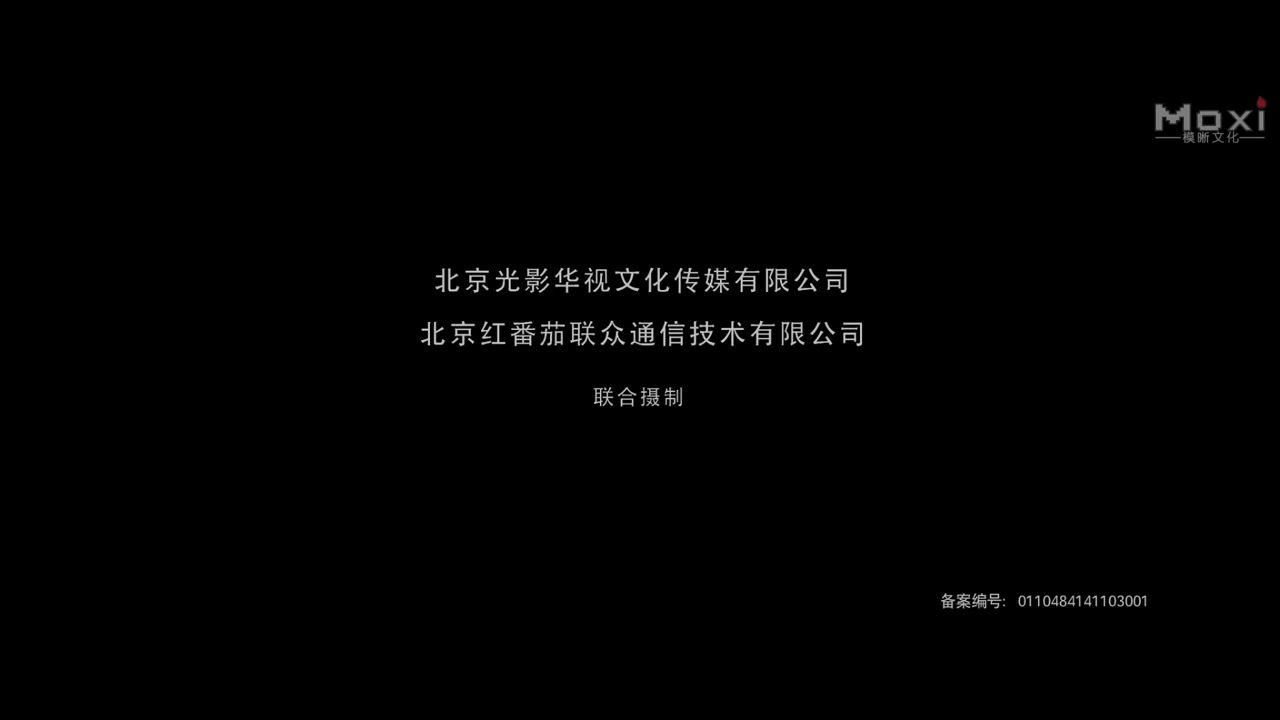 Moxi
模晰文化
北京光影华视文化传媒有限公司
北京红番茄联众通信技术有限公司
联合摄制
备案编号: 0110484141103001